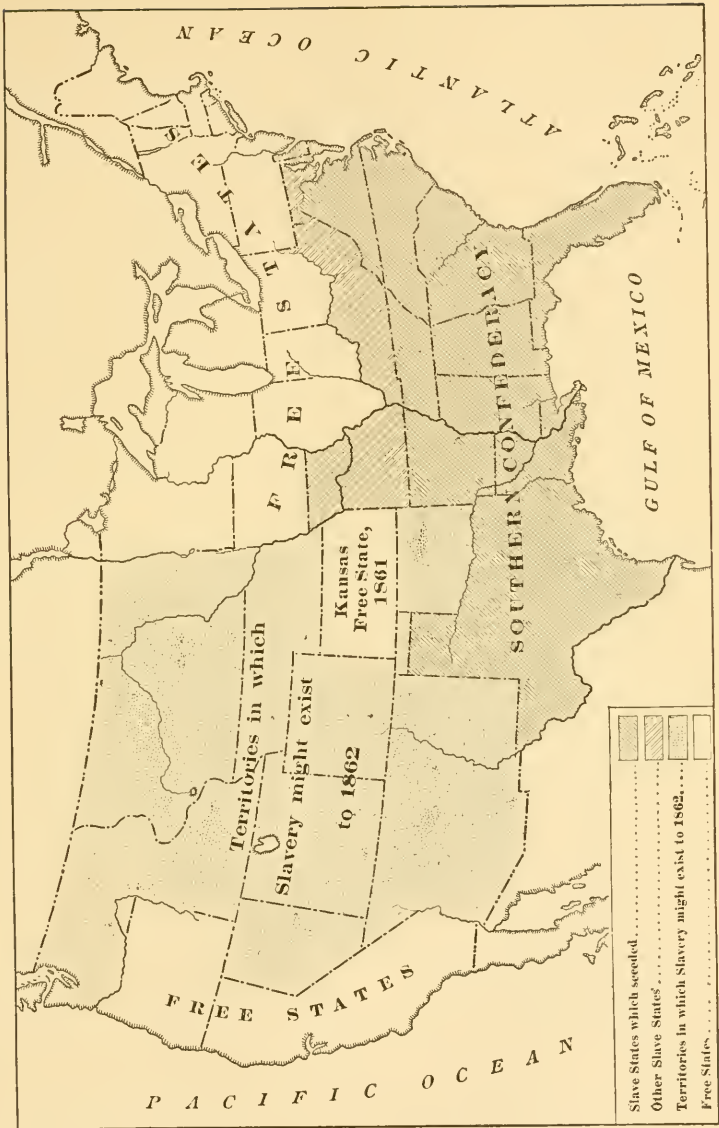 PACIFIC OCEAN
ATLANTIC OCEAN
GULF OF MEXICO
FREE STATES
FREE STATES
Territories in which
Slavery might exist
to 1862
Kansas
Free State,
1861
SOUTHERN CONFEDERACY
Slave States which seceded
Other Slave States
Territories in which Slavery might exist to 1862
Free States